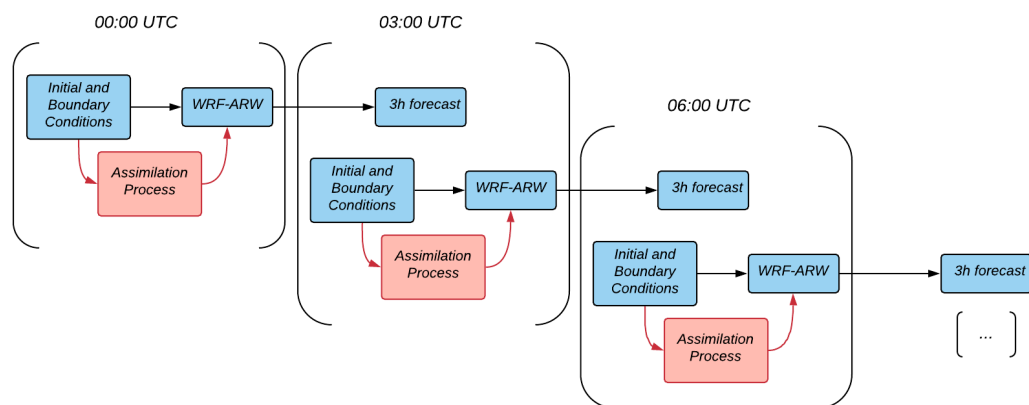 00:00 UTC
Initial and
Boundary
Conditions
WRF-ARW
Assimilation
Process
03:00 UTC
3h forecast
Initial and
Boundary
Conditions
WRF-ARW
Assimilation
Process
06:00 UTC
3h forecast
Initial and
Boundary
Conditions
WRF-ARW
Assimilation
Process
3h forecast
...